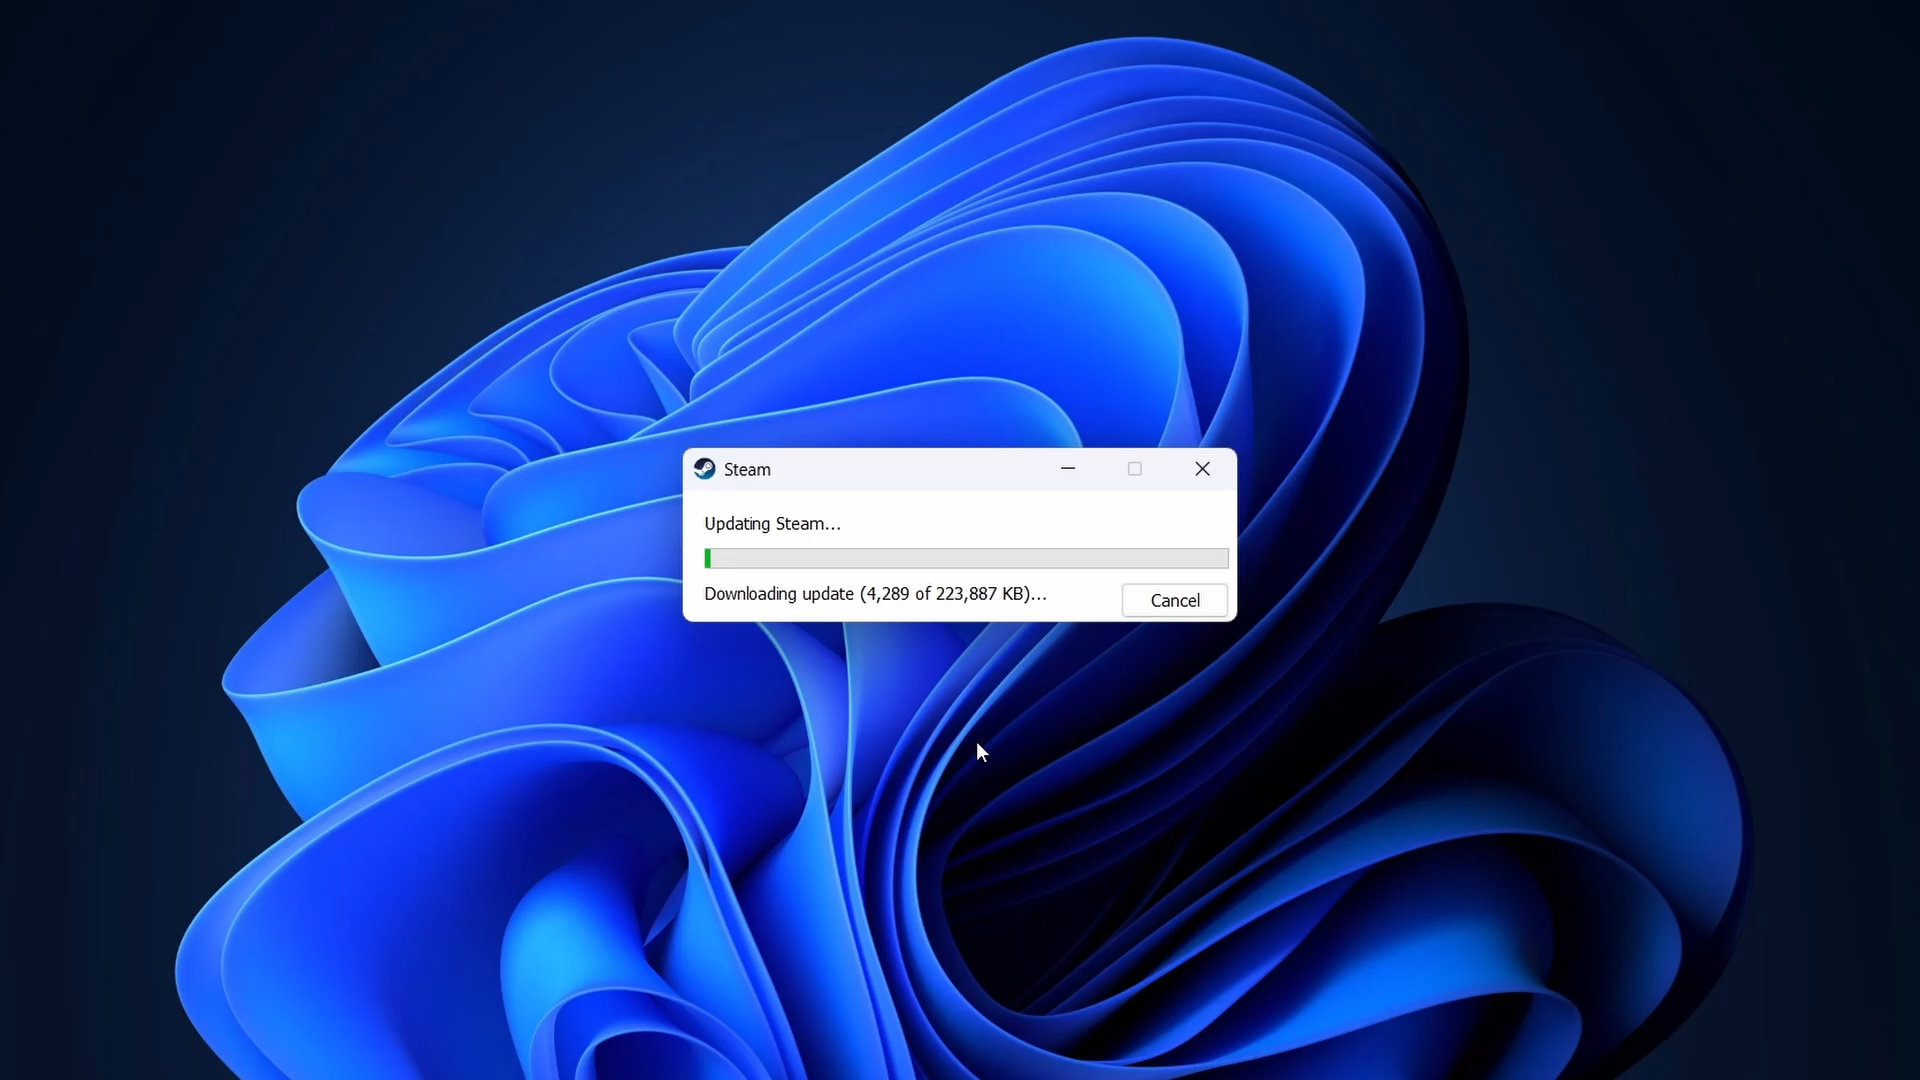 Steam
Updating Steam...
Downloading update (4,289 of 223,887 KB)...
Cancel